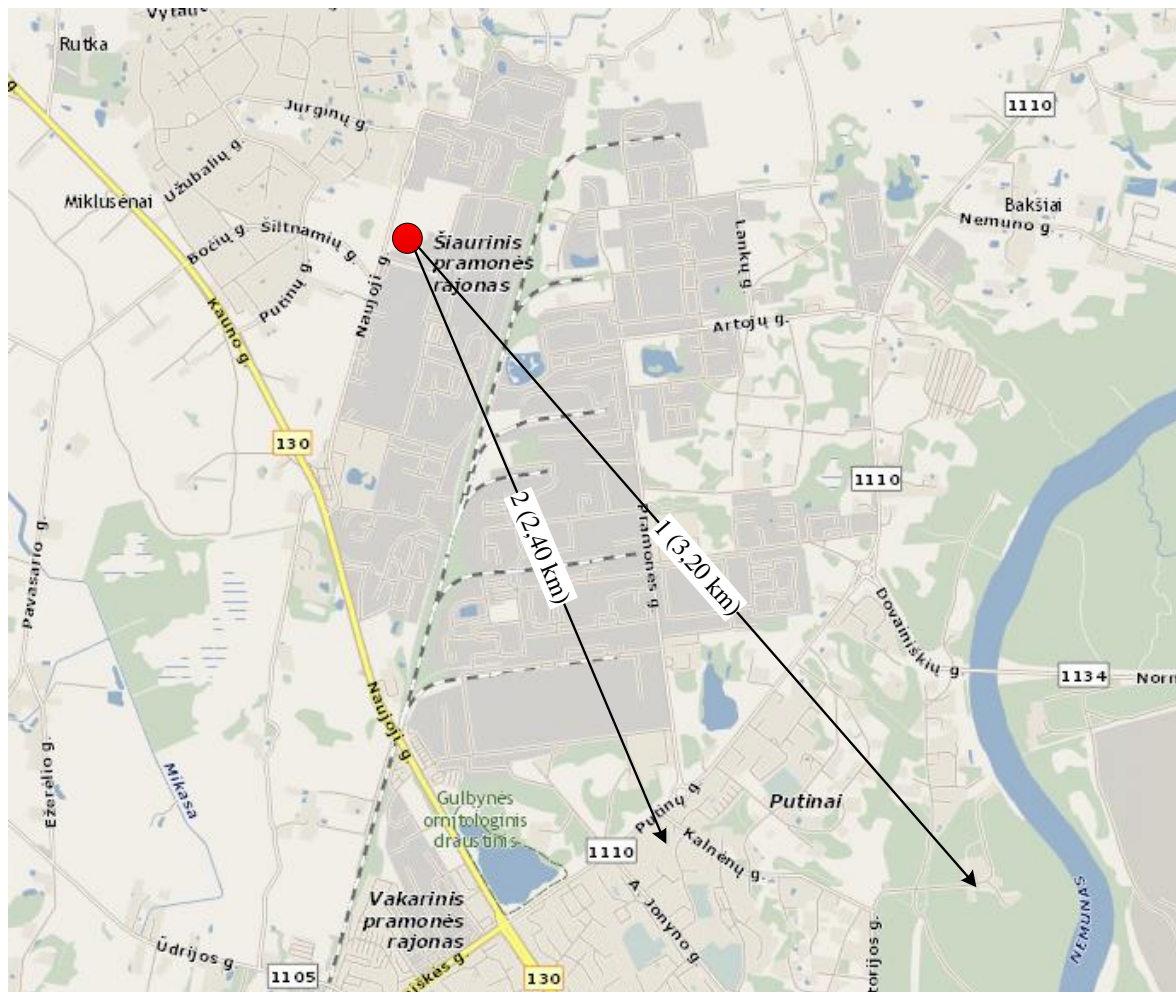 Rutka
Jurginų g.
1110
Užubalių g.
Miklusėnai
Bočių g.
Šiltnamių g.
Putinų g.
Naujoji g.
Šiaurinis
pramonės
rajonas
Lankų g.
Bakšiai
Nemuno g.
Kauno g.
Artojų g.
130
1110
2 (2,40 km)
1 (3,20 km)
Pramonės g.
Pavasario g.
Dovainiškių g.
1134
Naujoji g.
Ežerėlio g.
Mikasa
Gulbynės
ornitologinis
draustinis
Putinų g.
Putinai
1110
Kalnėnų g.
A. Jonyno g.
Vakarinis
pramonės
rajonas
NEMUNAS
Ūdrijos g.
1105
130